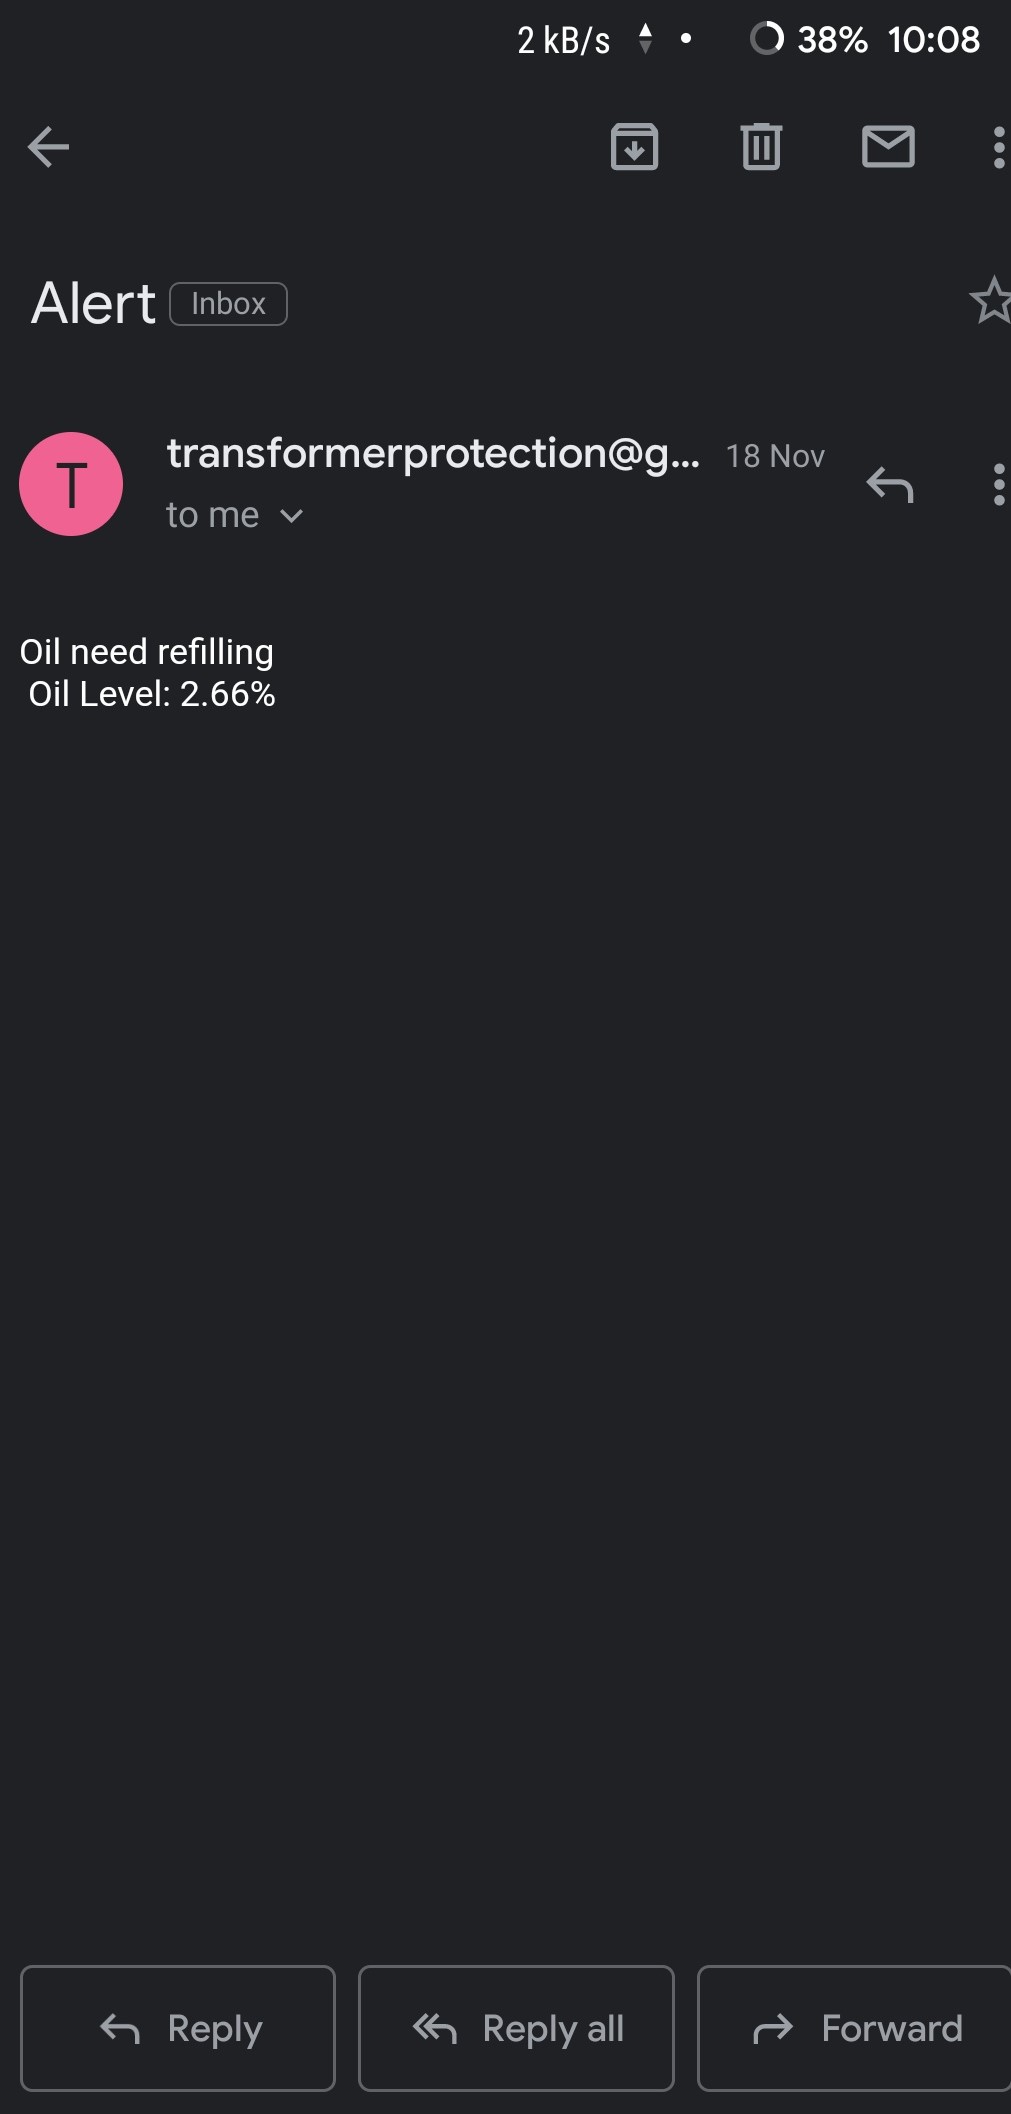 2 kB/s 38% 10:08
Alert Inbox
T
transformerprotection@g... 18 Nov
to me
Oil need refilling
Oil Level: 2.66%
Reply Reply all Forward